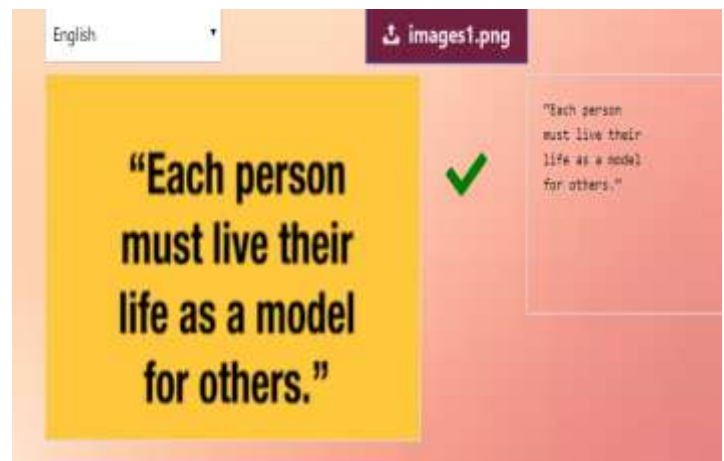 English
images1.png
“Each person
must live their
life as a model
for others.”
"Each person
must live their
life as a model
for others."